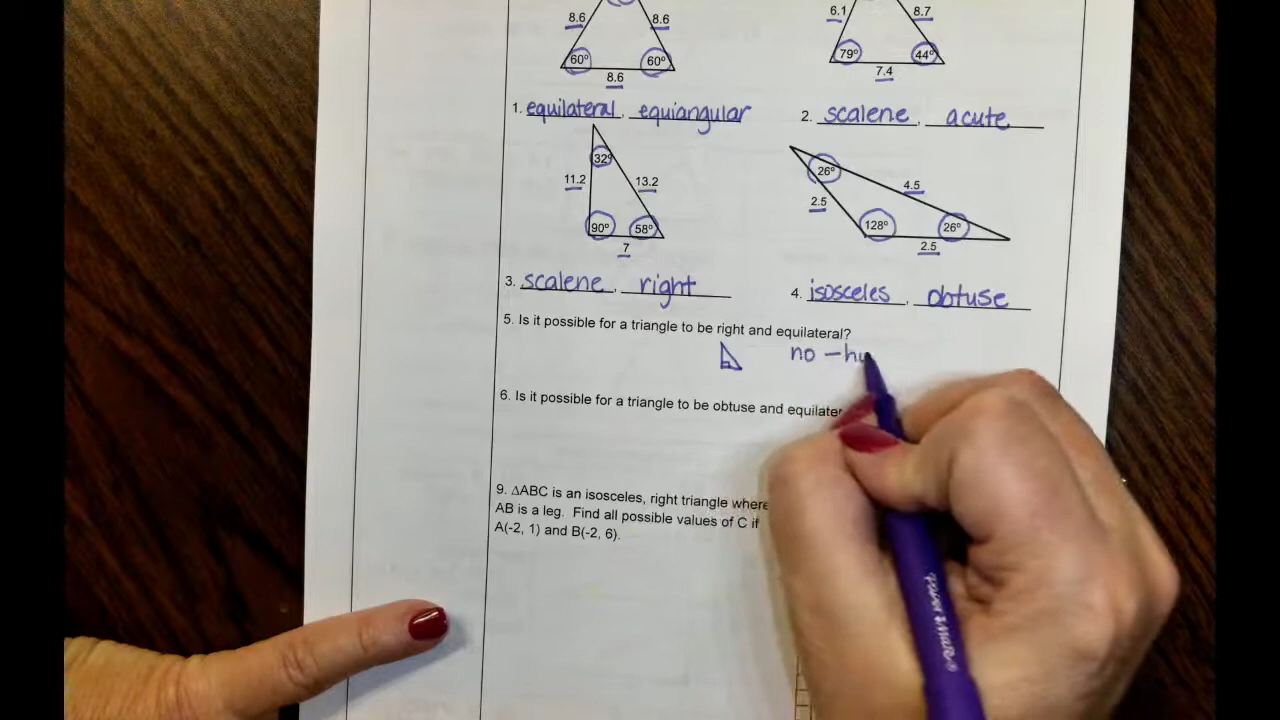 8.6 8.6 6.1 8.7
60° 60° 79° 44°
8.6 7.4
1. equilateral, equiangular 2. scalene, acute
32° 26°
11.2 13.2 2.5 4.5
90° 58° 128° 26°
7 2.5
3. scalene, right 4. isosceles, obtuse
5. Is it possible for a triangle to be right and equilateral?
no – hy
6. Is it possible for a triangle to be obtuse and
9. ∆ABC is an isosceles, right triangle where
AB is a leg. Find all possible values of C if
A(-2, 1) and B(-2, 6).